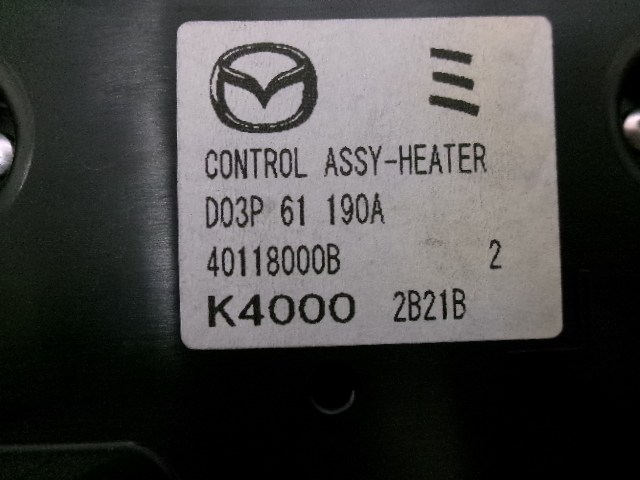 CONTROL ASSY-HEATER
D03P 61 190A
40118000B 2
K4000 2B21B